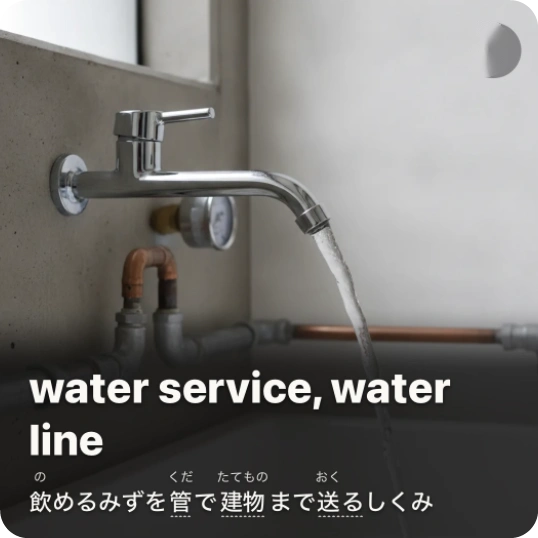 water service, water
line
の くだ たてもの おく
飲めるみずを管で建物まで送るしくみ